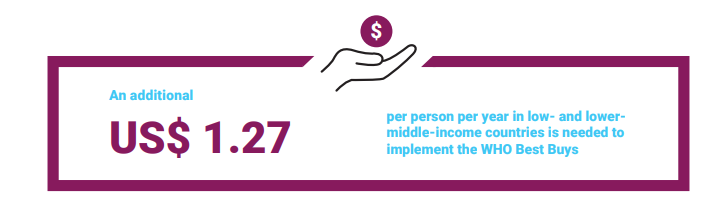 $
An additional
US$ 1.27
per person per year in low- and lower-
middle-income countries is needed to
implement the WHO Best Buys